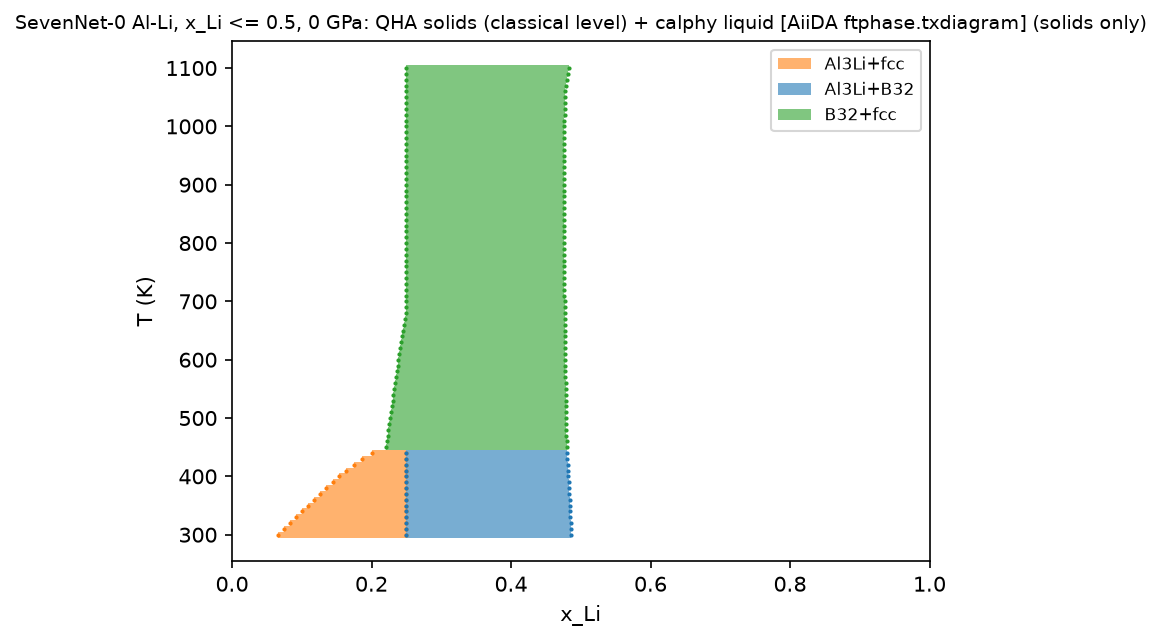 SevenNet-0 Al-Li, x_Li <= 0.5, 0 GPa: QHA solids (classical level) + calphy liquid [AiiDA ftphase.txdiagram] (solids only)
Al3Li+fcc
Al3Li+B32
B32+fcc
T (K)
1100
1000
900
800
700
600
500
400
300
0.0 0.2 0.4 0.6 0.8 1.0
x_Li